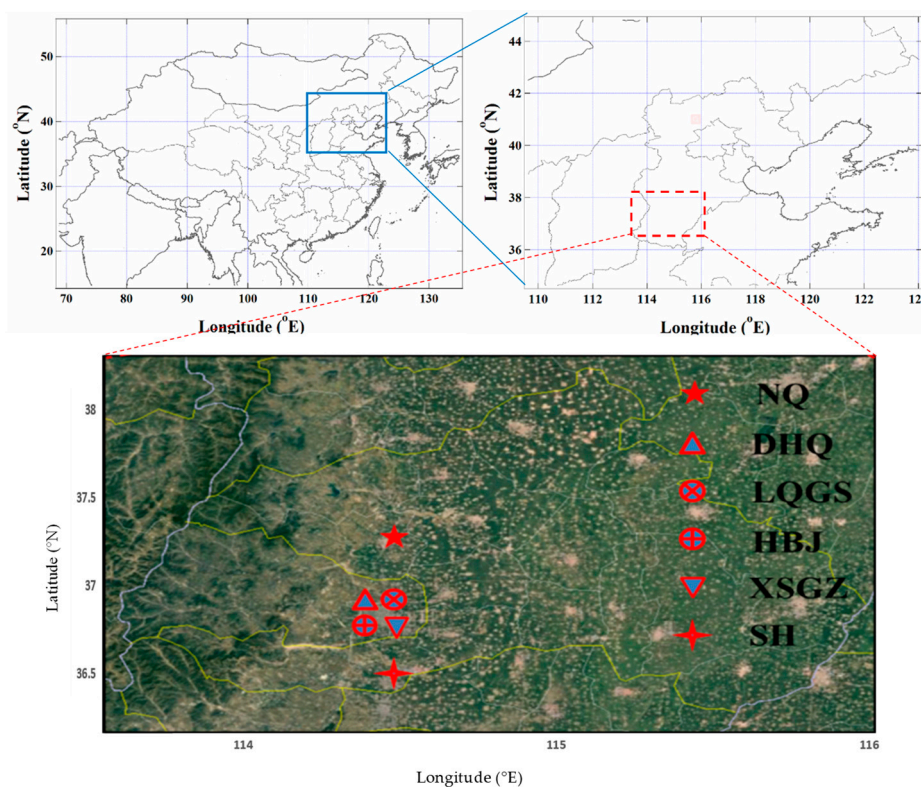 50
40
30
20
Latitude (°N)
70 80 90 100 110 120 130
Longitude (°E)
44
42
40
38
36
Latitude (°N)
110 112 114 116 118 120 122 12
Longitude (°E)
38
37.5
37
36.5
Latitude (°N)
NQ
DHQ
LQGS
HBJ
XSGZ
SH
114 115 116
Longitude (°E)